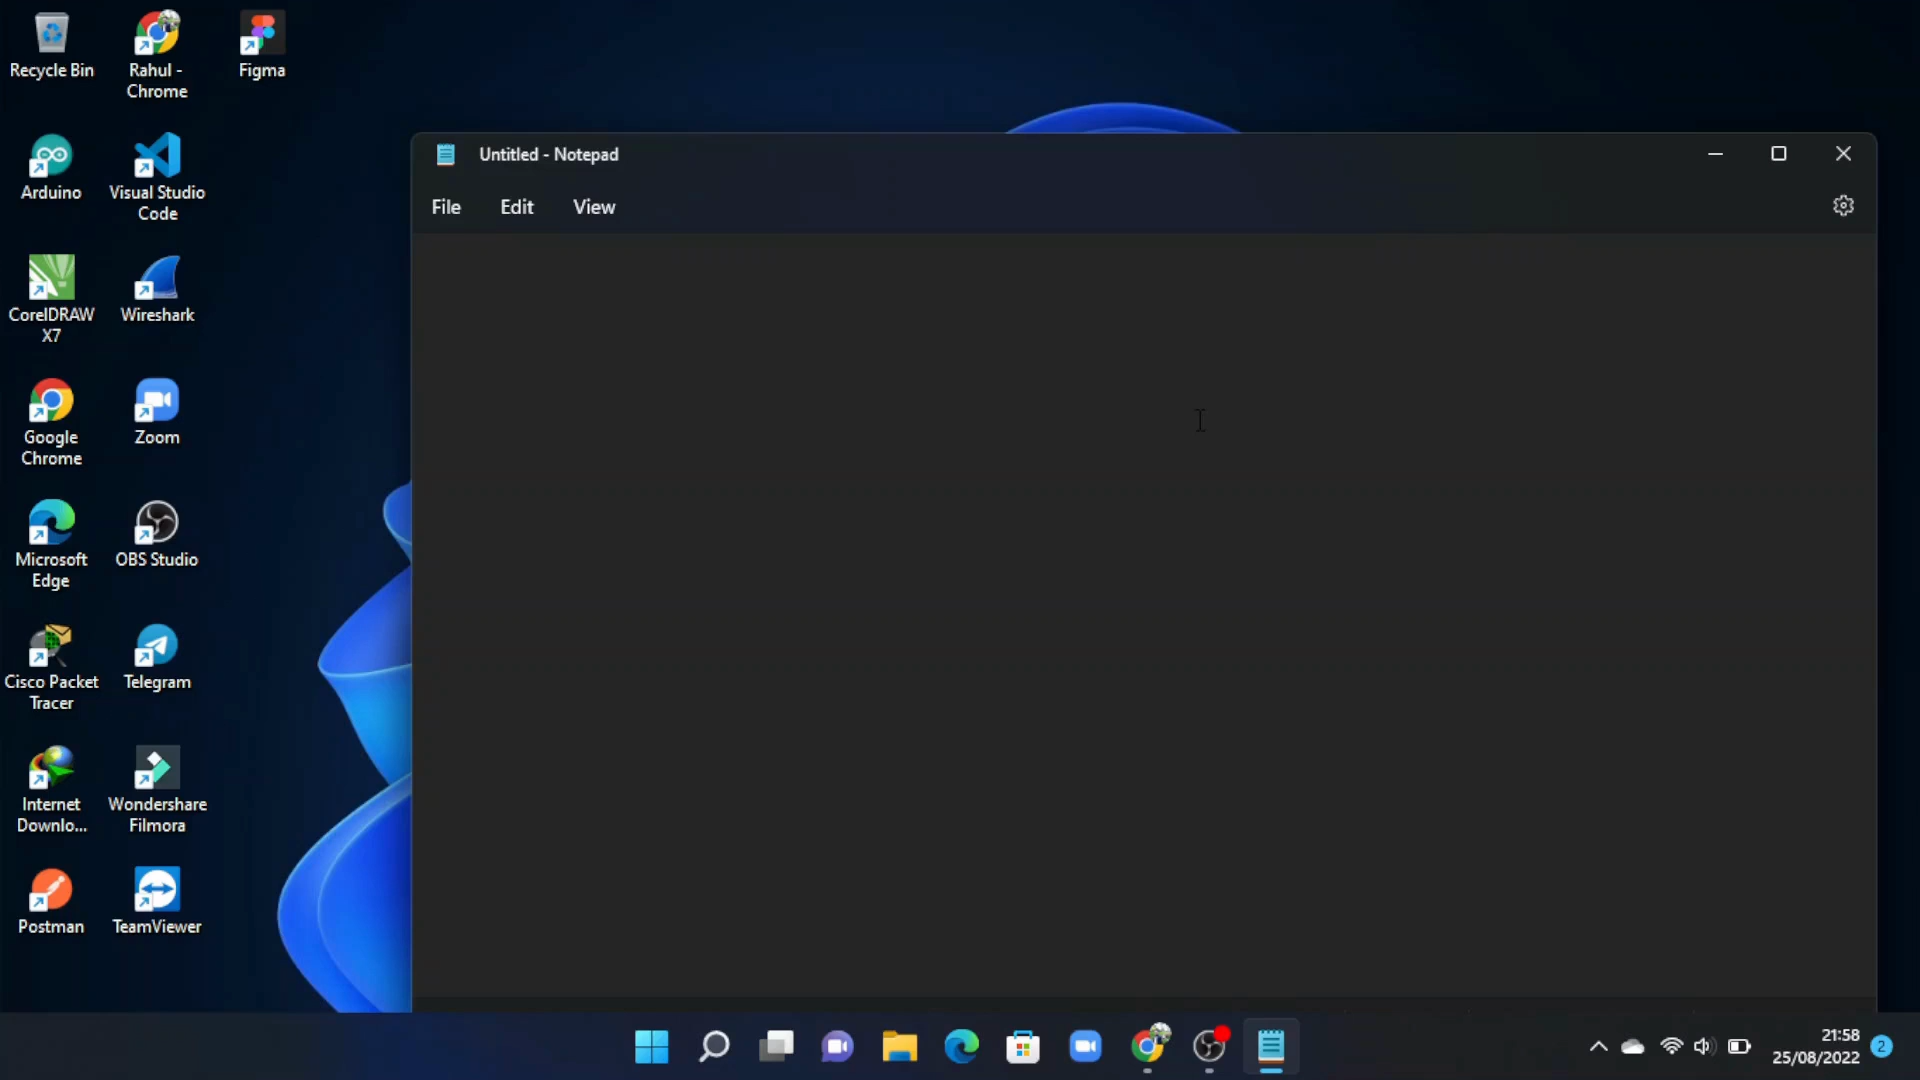 Recycle Bin
Rahul -
Chrome
Figma
Arduino
Visual Studio
Code
CorelDRAW
X7
Wireshark
Google
Chrome
Zoom
Microsoft
Edge
OBS Studio
Cisco Packet
Tracer
Telegram
Internet
Downlo...
Wondershare
Filmora
Postman
TeamViewer
Untitled - Notepad
File Edit View
21:58
25/08/2022
2